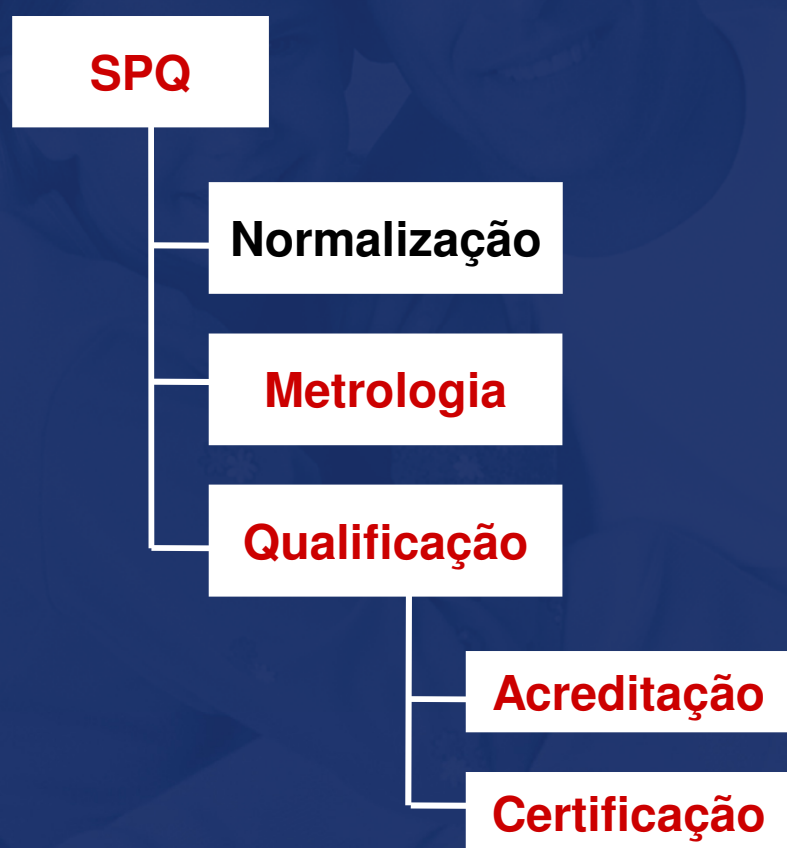 SPQ
Normalização
Metrologia
Qualificação
Acreditação
Certificação